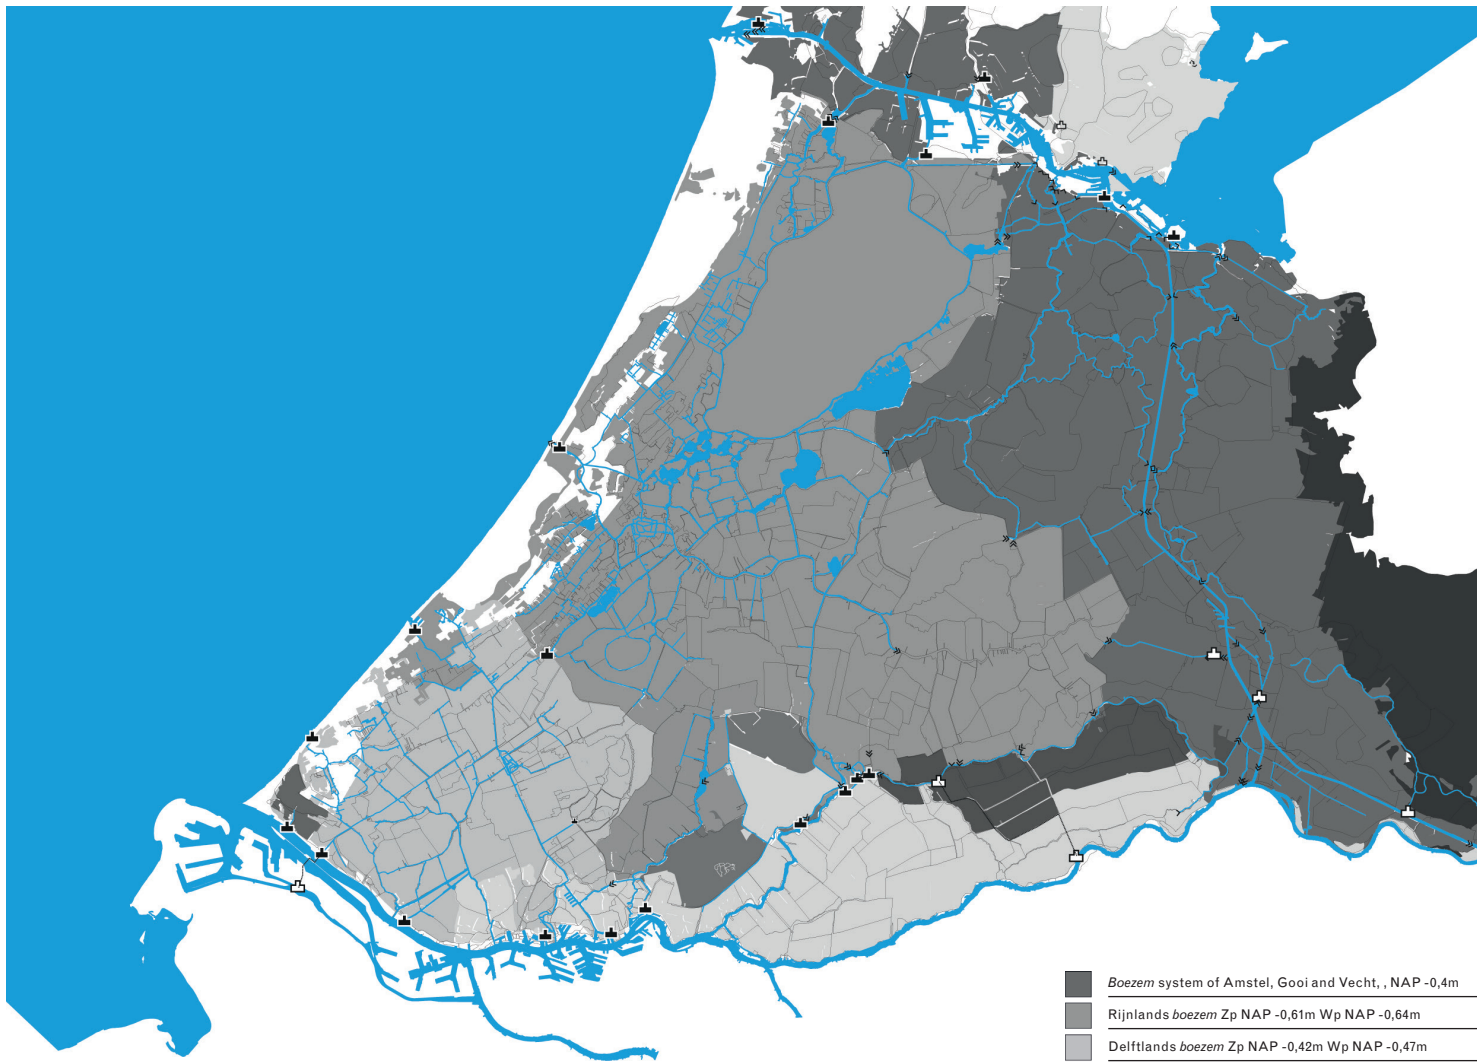 Boezem system of Amstel, Gooi and Vecht, , NAP -0,4m
Rijnlands boezem Zp NAP -0,61m Wp NAP -0,64m
Delftlands boezem Zp NAP -0,42m Wp NAP -0,47m